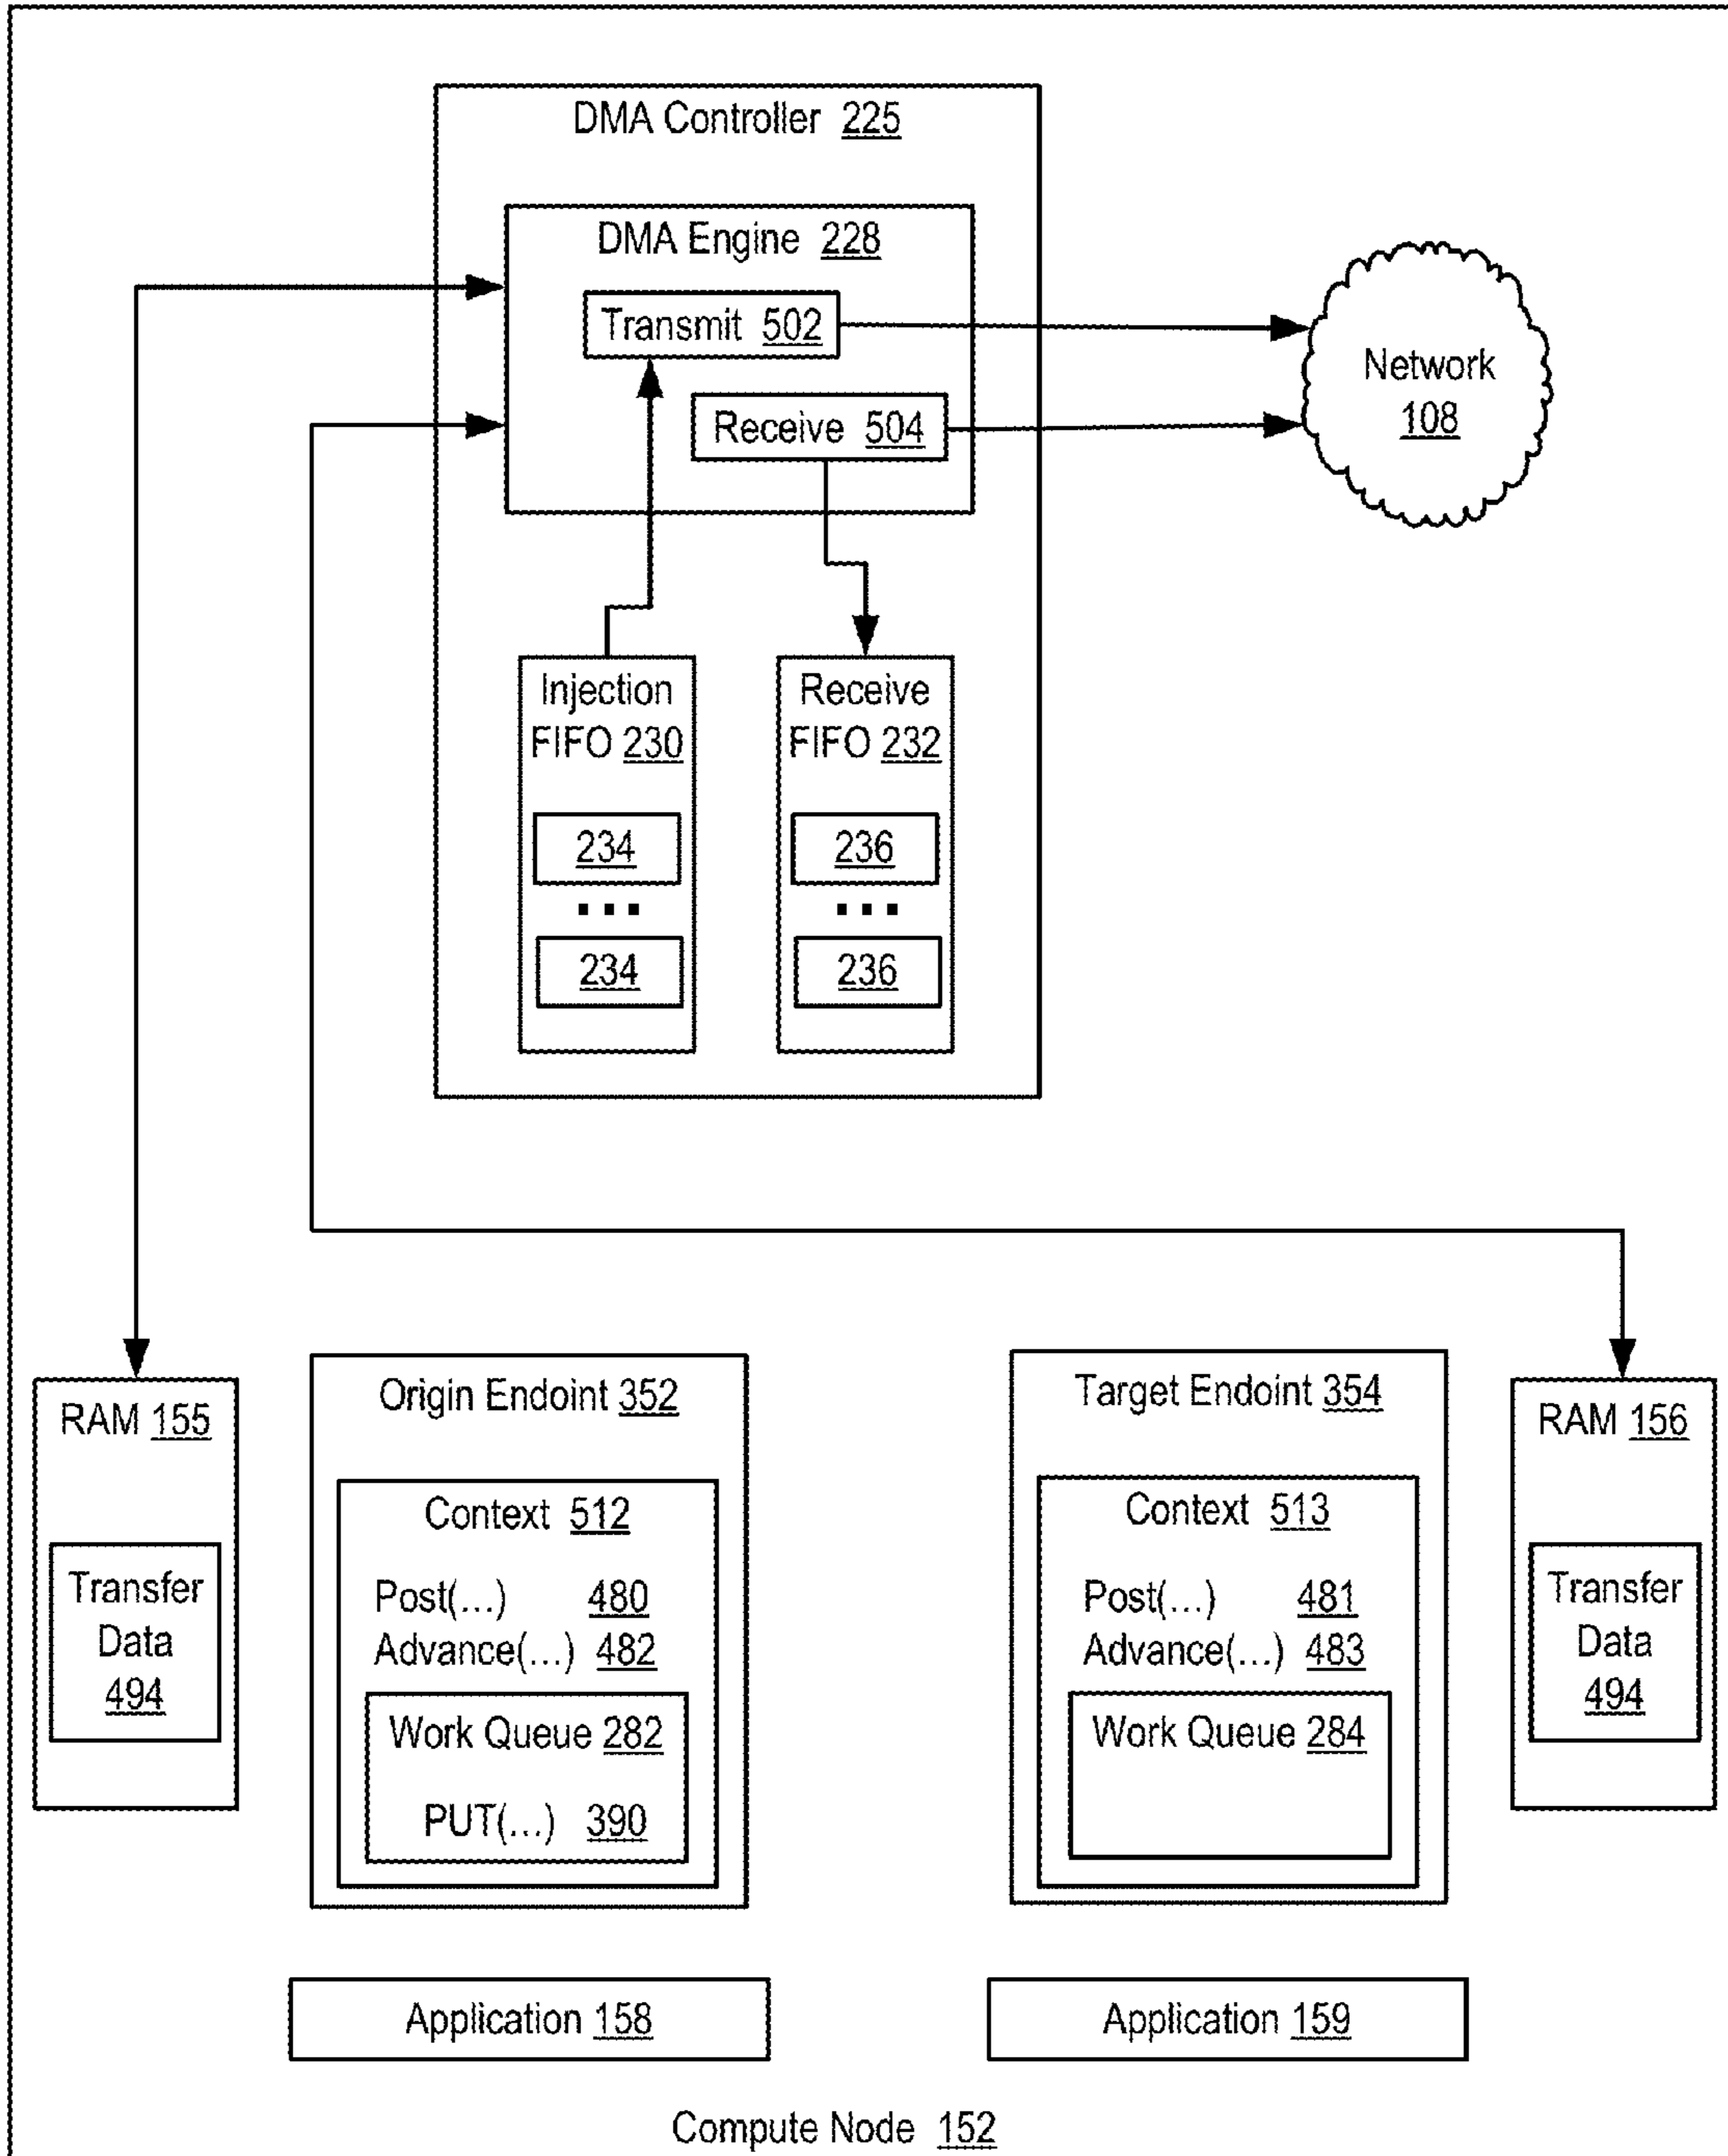 DMA Controller 225
DMA Engine 228
Transmit 502
Receive 504
Network
108
Injection
FIFO 230
234
▪ ▪ ▪
234
Receive
FIFO 232
236
▪ ▪ ▪
236
RAM 155
Transfer
Data
494
Origin Endoint 352
Context 512
Post(...) 480
Advance(...) 482
Work Queue 282
PUT(...) 390
Target Endoint 354
Context 513
Post(...) 481
Advance(...) 483
Work Queue 284
RAM 156
Transfer
Data
494
Application 158
Application 159
Compute Node 152